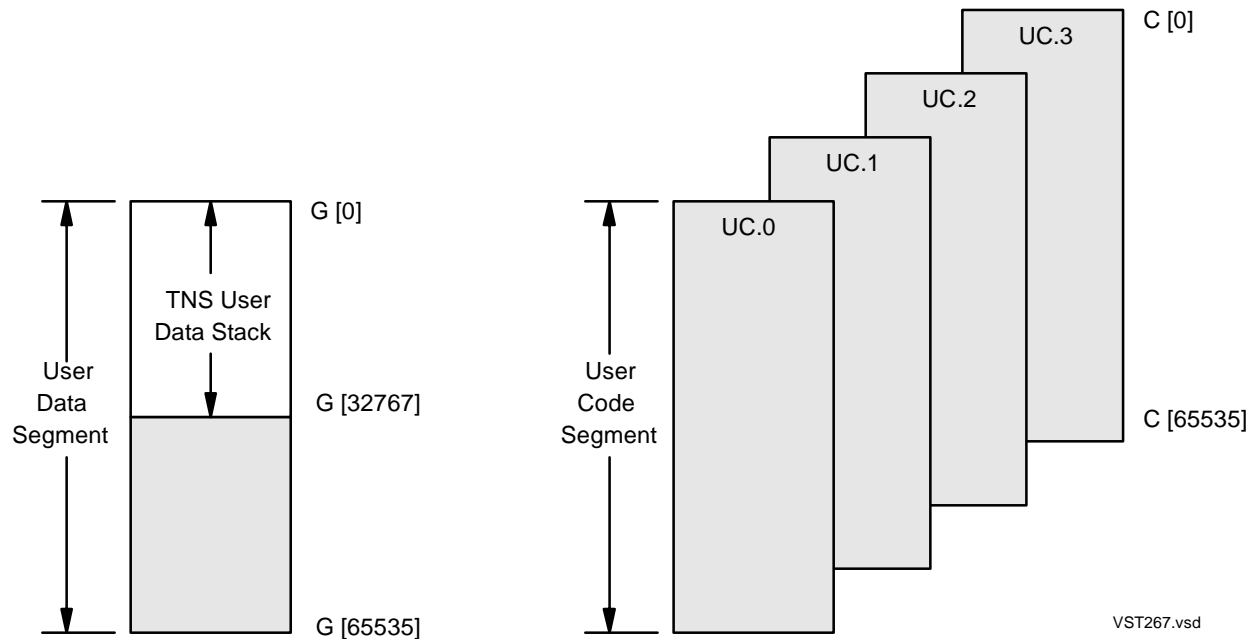 C [0]
UC.3
UC.2
UC.1
G [0]
UC.0
TNS User
Data Stack
User
Data
Segment
G [32767]
User
Code
Segment
C [65535]
G [65535]
VST267.vsd